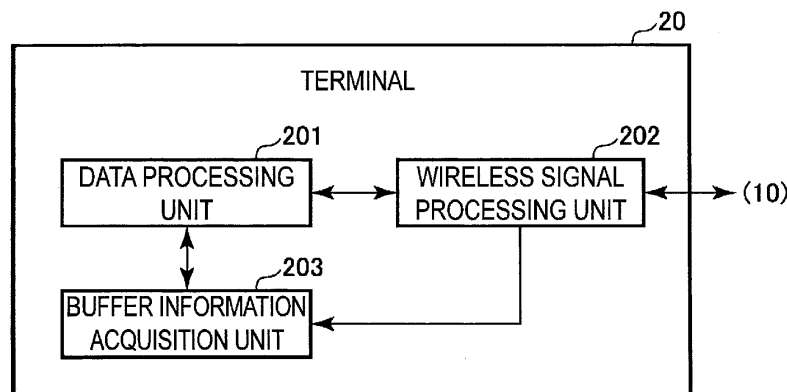 20
TERMINAL
201
DATA PROCESSING
UNIT
202
WIRELESS SIGNAL
PROCESSING UNIT
(10)
203
BUFFER INFORMATION
ACQUISITION UNIT